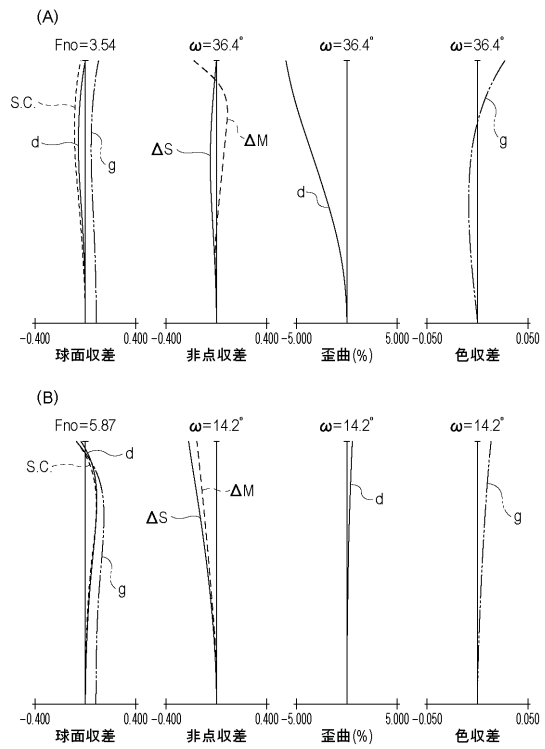 (A)
Fno=3.54 ω=36.4° ω=36.4° ω=36.4°
S.C. d g ΔS ΔM d g
-0.400 0.400 -0.400 0.400 -5.000 5.000 -0.050 0.050
球面収差 非点収差 歪曲(%) 色収差
(B)
Fno=5.87 ω=14.2° ω=14.2° ω=14.2°
S.C. d g ΔS ΔM d g
-0.400 0.400 -0.400 0.400 -5.000 5.000 -0.050 0.050
球面収差 非点収差 歪曲(%) 色収差